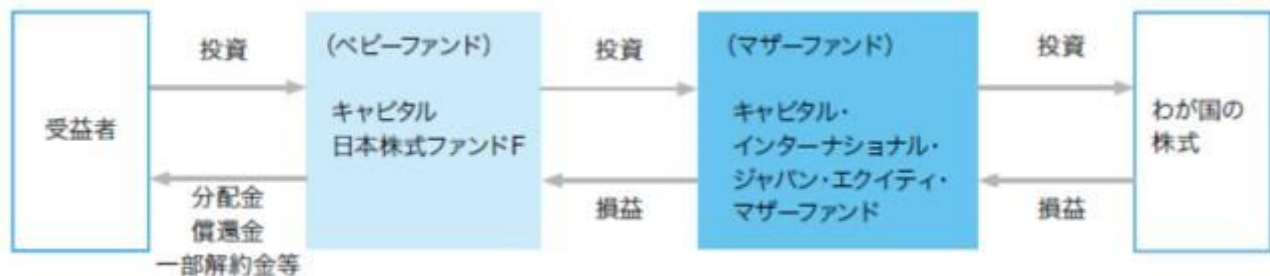 受益者
投資
分配金
償還金
一部解約金等
(ベビーファンド)
キャピタル
日本株式ファンドF
投資
損益
(マザーファンド)
キャピタル・
インターナショナル・
ジャパン・エクイティ・
マザーファンド
投資
損益
わが国の
株式